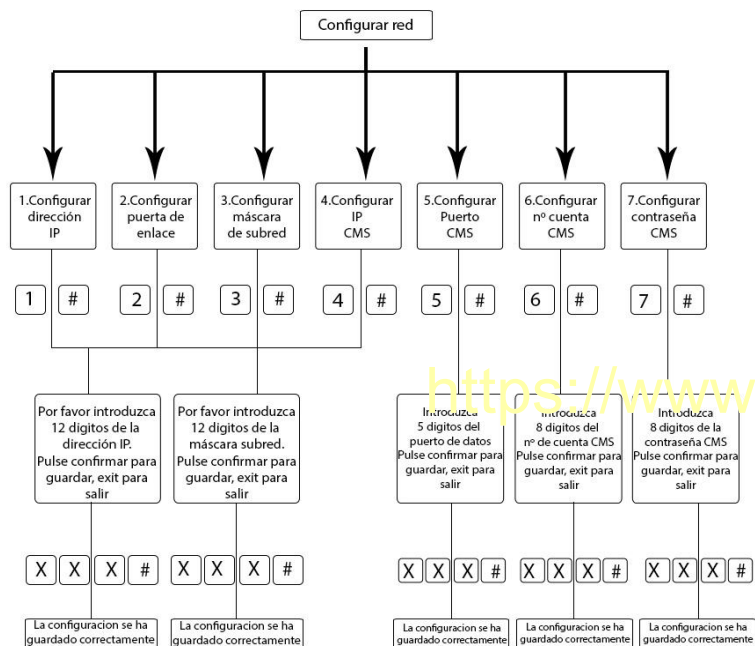 Configurar red
1.Configurar
dirección
IP
2.Configurar
puerta de
enlace
3.Configurar
máscara
de subred
4.Configurar
IP
CMS
5.Configurar
Puerto
CMS
6.Configurar
nº cuenta
CMS
7.Configurar
contraseña
CMS
1 # 2 # 3 # 4 # 5 # 6 # 7 #
https://www
Por favor introduzca
12 digitos de la
dirección IP.
Pulse confirmar para
guardar, exit para
salir
Por favor introduzca
12 digitos de la
máscara subred.
Pulse confirmar para
guardar, exit para
salir
Introduzca
5 digitos del
puerto de datos
Pulse confirmar para
guardar, exit para
salir
Introduzca
8 digitos del
nº de cuenta CMS
Pulse confirmar para
guardar, exit para
salir
Introduzca
8 digitos de la
contraseña CMS
Pulse confirmar para
guardar, exit para
salir
X X X # X X X # X X X # X X X # X X X #
La configuracion se ha
guardado correctamente
La configuracion se ha
guardado correctamente
La configuracion se ha
guardado correctamente
La configuracion se ha
guardado correctamente
La configuracion se ha
guardado correctamente